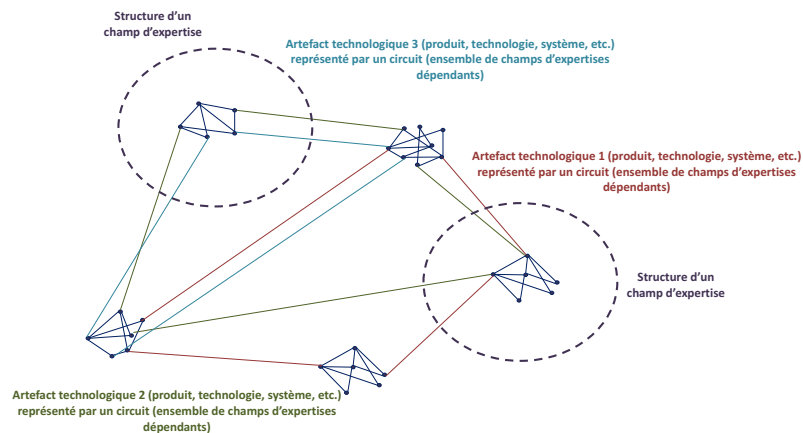 Structure d'un
champ d'expertise
Artefact technologique 3 (produit, technologie, système, etc.)
représenté par un circuit (ensemble de champs d'expertises
dépendants)
Artefact technologique 1 (produit, technologie, système, etc.)
représenté par un circuit (ensemble de champs d'expertises
dépendants)
Structure d'un
champ d'expertise
Artefact technologique 2 (produit, technologie, système, etc.)
représenté par un circuit (ensemble de champs d'expertises
dépendants)